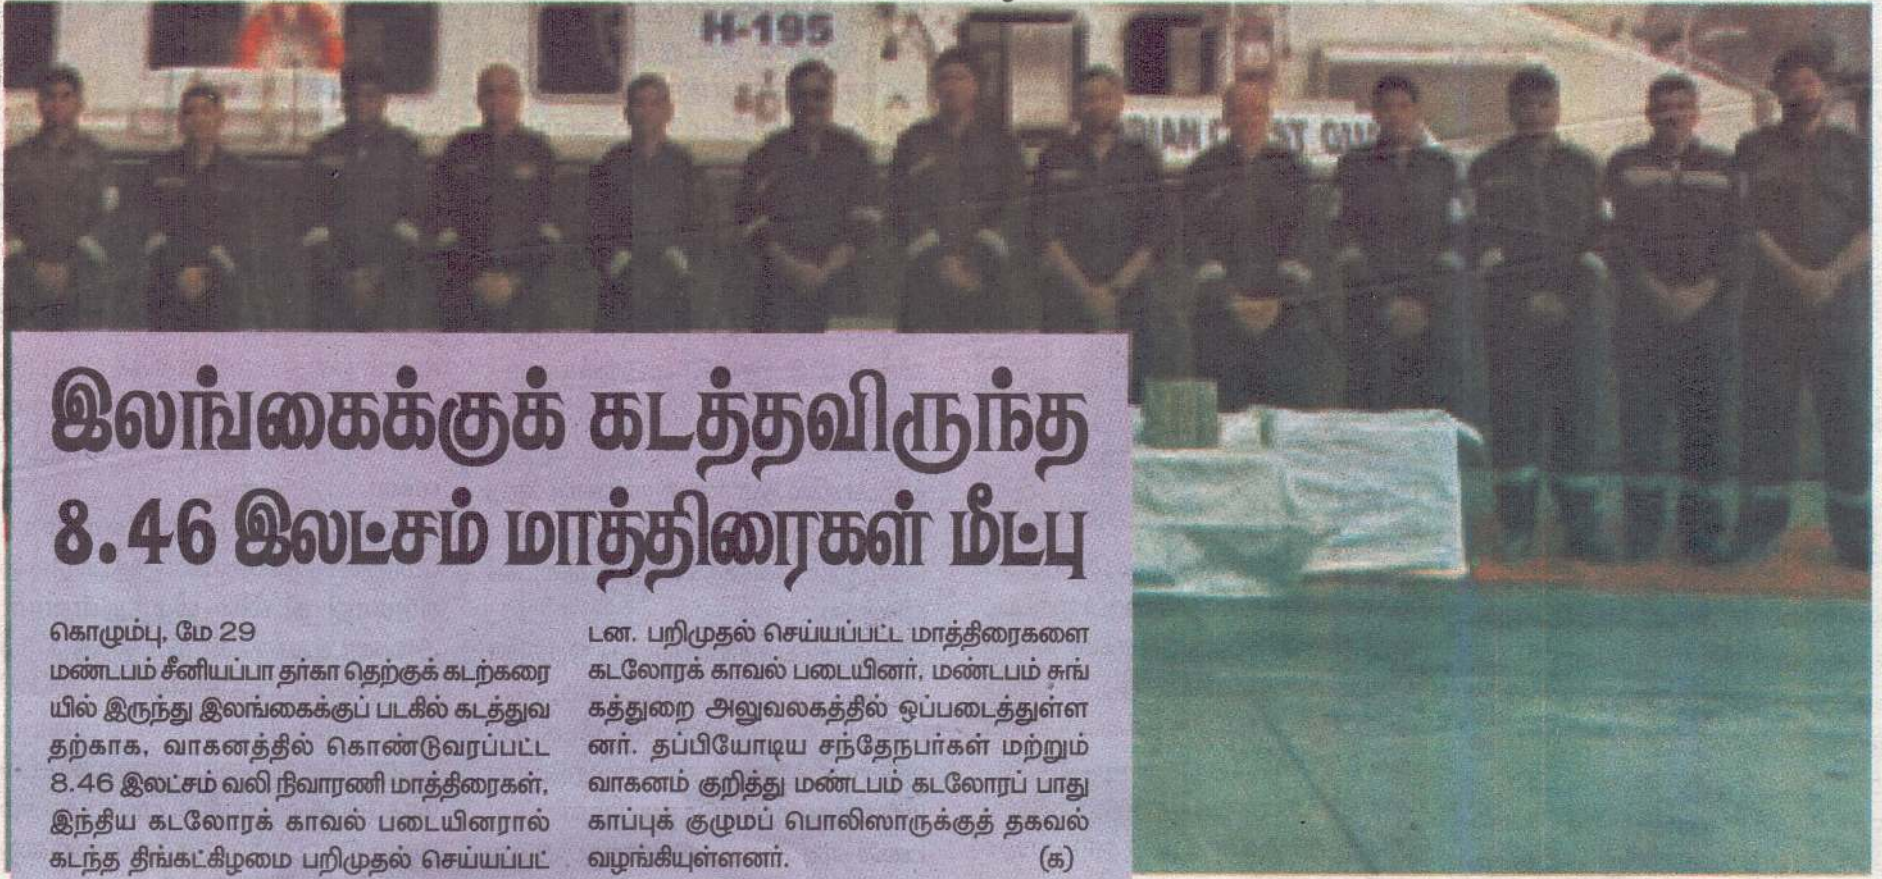 H-195
இலங்கைக்குக் கடத்தவிருந்த
8.46 இலட்சம் மாத்திரைகள் மீட்பு
கொழும்பு, மே 29
மண்டபம் சீனியப்பா தர்கா தெற்குக் கடற்கரை
யில் இருந்து இலங்கைக்குப் படகில் கடத்துவ
தற்காக, வாகனத்தில் கொண்டுவரப்பட்ட
8.46 இலட்சம் வலி நிவாரணி மாத்திரைகள்,
இந்திய கடலோரக் காவல் படையினரால்
கடந்த திங்கட்கிழமை பறிமுதல் செய்யப்பட்
டன. பறிமுதல் செய்யப்பட்ட மாத்திரைகளை
கடலோரக் காவல் படையினர், மண்டபம் சுங்
கத்துறை அலுவலகத்தில் ஒப்படைத்துள்ள
னர். தப்பியோடிய சந்தேநபர்கள் மற்றும்
வாகனம் குறித்து மண்டபம் கடலோரப் பாது
காப்புக் குழுமப் பொலிஸாருக்குத் தகவல்
வழங்கியுள்ளனர். (க)